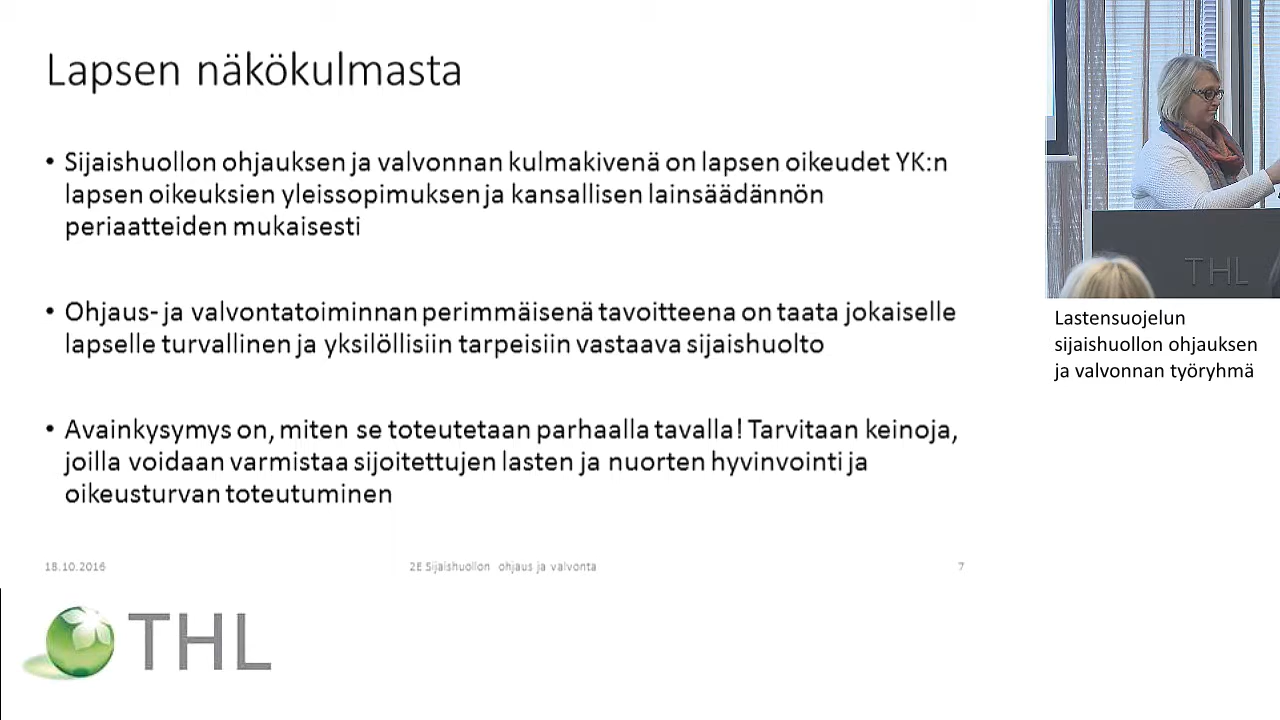 Lapsen näkökulmasta
• Sijaishuollon ohjauksen ja valvonnan kulmakivenä on lapsen oikeudet YK:n
lapsen oikeuksien yleissopimuksen ja kansallisen lainsäädännön
periaatteiden mukaisesti
• Ohjaus- ja valvontatoiminnan perimmäisenä tavoitteena on taata jokaiselle
lapselle turvallinen ja yksilöllisiin tarpeisiin vastaava sijaishuolto
• Avainkysymys on, miten se toteutetaan parhaalla tavalla! Tarvitaan keinoja,
joilla voidaan varmistaa sijoitettujen lasten ja nuorten hyvinvointi ja
oikeusturvan toteutuminen
18.10.2016 2E Sijaishuollon ohjaus ja valvonta 7
THL
THL
Lastensuojelun
sijaishuollon ohjauksen
ja valvonnan työryhmä